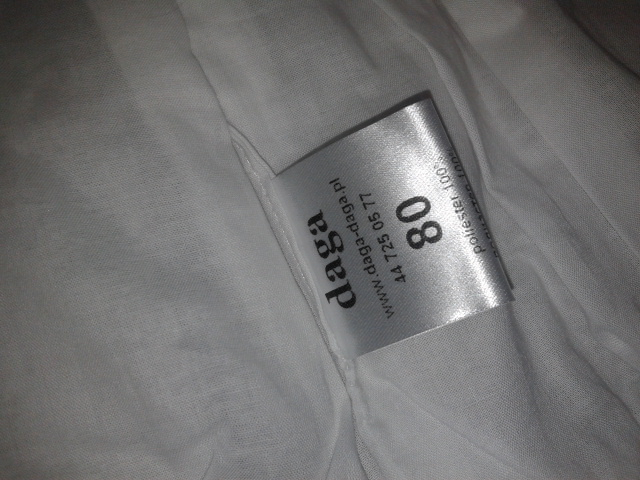 daga
www.daga-daga.pl
44 725 05 77
80
poliester 100%